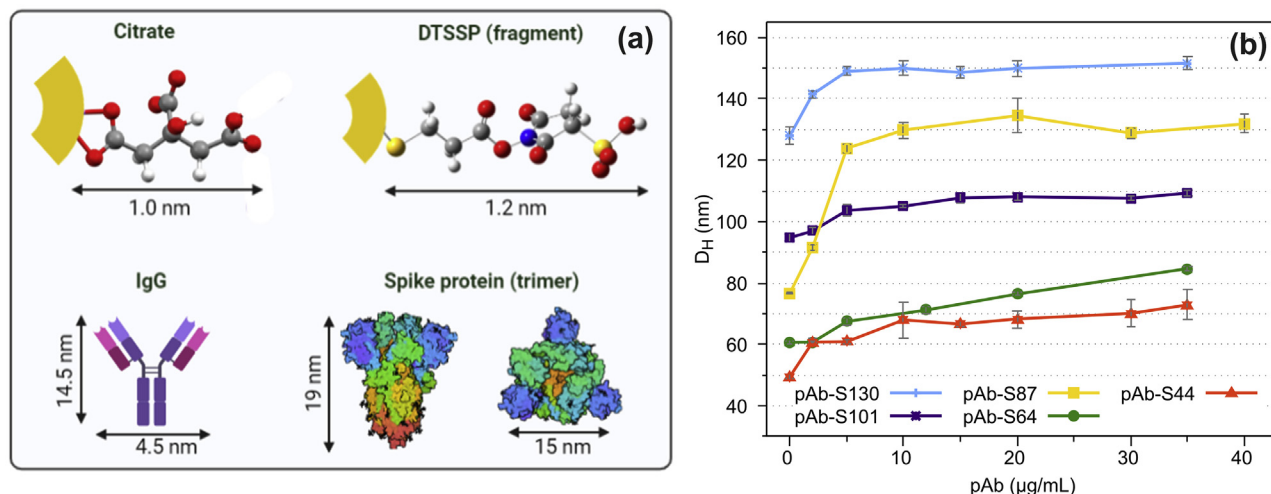 Citrate
DTSSP (fragment)
(a)
1.0 nm
1.2 nm
IgG
Spike protein (trimer)
14.5 nm
4.5 nm
19 nm
15 nm
(b)
160
140
120
100
80
60
40
D_H (nm)
pAb-S130
pAb-S87
pAb-S44
pAb-S101
pAb-S64
0
10
20
30
40
pAb (µg/mL)